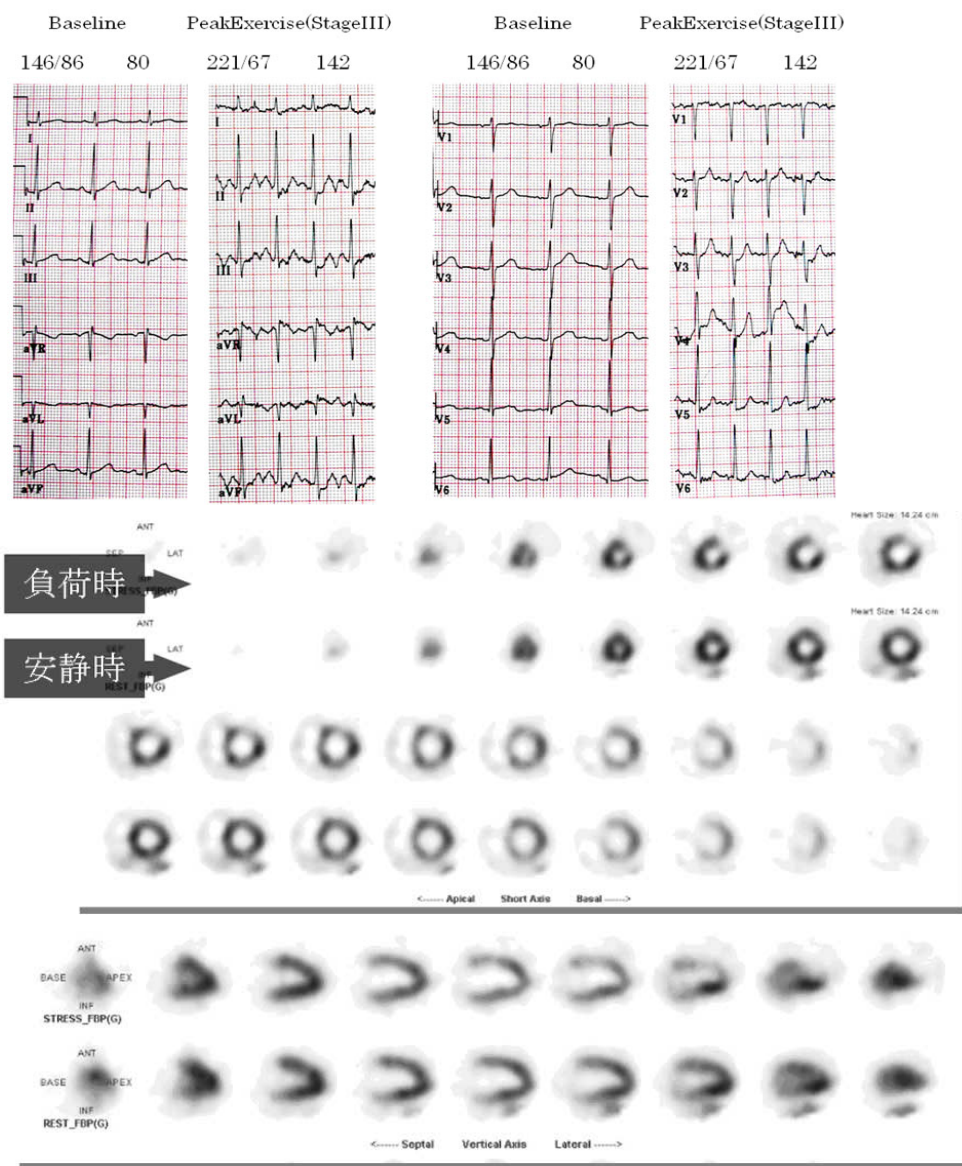 Baseline PeakExercise(StageIII) Baseline PeakExercise(StageIII)
146/86 80 221/67 142 146/86 80 221/67 142
I I V1 V1
II II V2 V2
III III V3 V3
aVR aVR V4 V4
aVL aVL V5 V5
aVF aVF V6 V6
Heart Size: 14.24 cm
ANT
SEP LAT
負荷時
STRESS_FBP(G)
Heart Size: 14.24 cm
ANT
LAT
安静時
REST_FBP(G)
<------ Apical Short Axis Basal ------>
ANT
BASE APEX
INF
STRESS_FBP(G)
ANT
BASE APEX
INF
REST_FBP(G)
<------ Septal Vertical Axis Lateral ------>